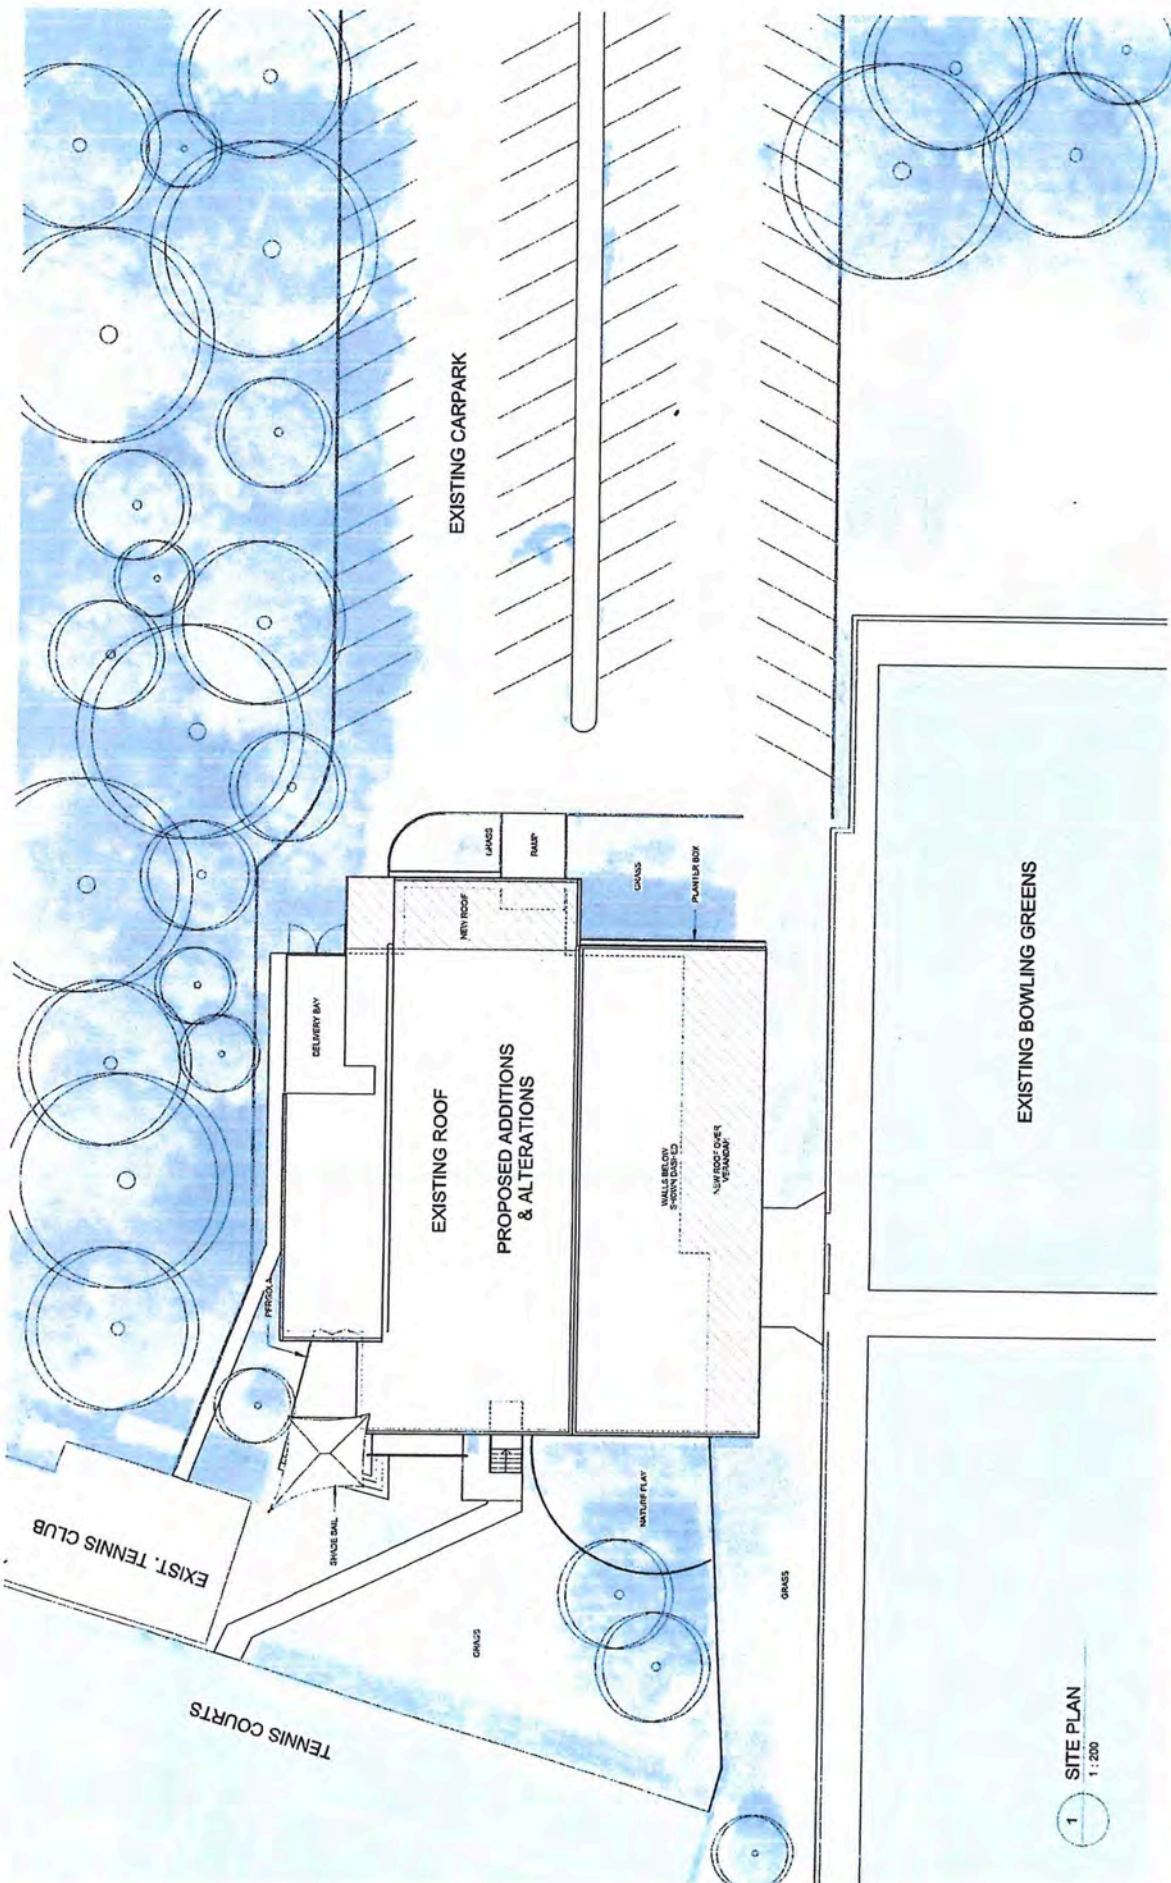 EXISTING CARPARK
GRASS
RAMP
GRASS
PLANTER BOX
NEW ROOF
DELIVERY BAY
EXISTING ROOF
PROPOSED ADDITIONS
& ALTERATIONS
WALLS BELOW
SHOWN DASHED
NEW ROOF OVER
VERANDAH
EXISTING BOWLING GREENS
PERGOLA
SHADE SAIL
NATURE PLAY
GRASS
GRASS
EXIST. TENNIS CLUB
TENNIS COURTS
1
SITE PLAN
1 : 200